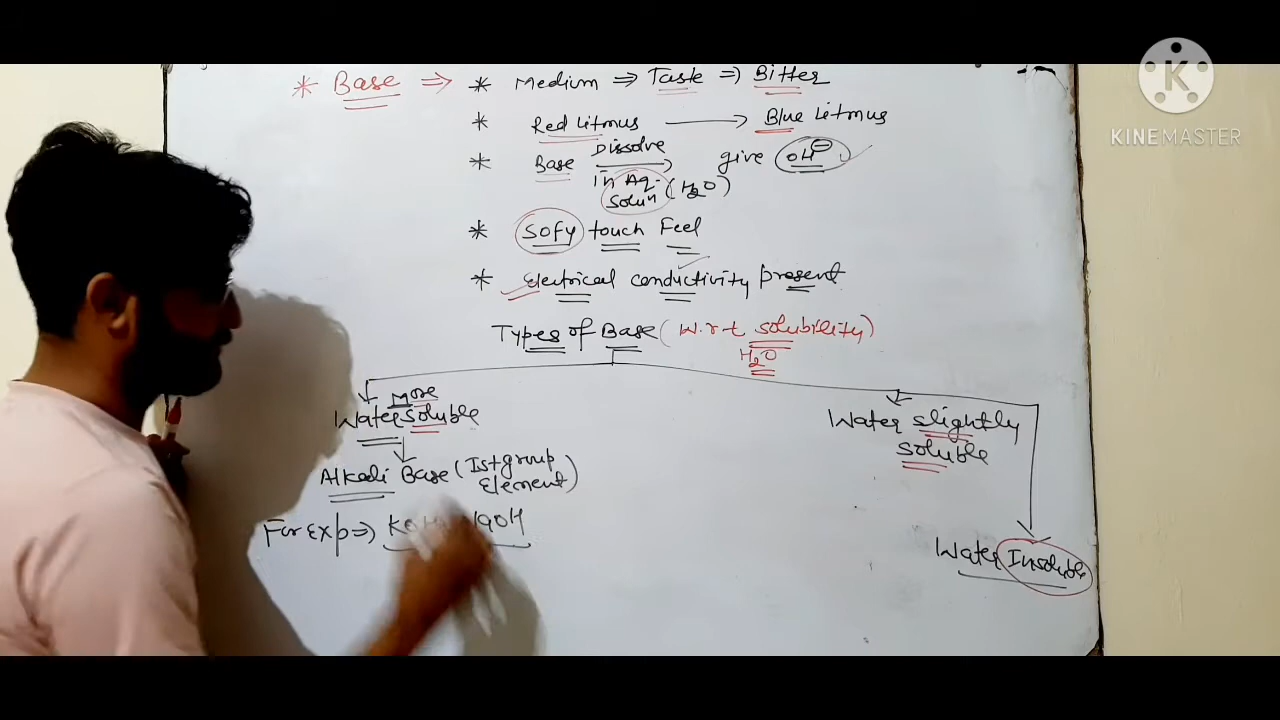 * Base ⇒ * Medium ⇒ Taste ⇒ Bitter
* Red Litmus → Blue Litmus
* Base Dissolve In Aq. Solun (H2O) → give OH⊖
* Sofy touch Feel
* Electrical conductivity present
Types of Base (W.r.t solubility)
H2O
More
Water soluble
Water slightly
soluble
Alkali Base (Ist group
Element)
For Exp ⇒
Water Insoluble
K
KINEMASTER